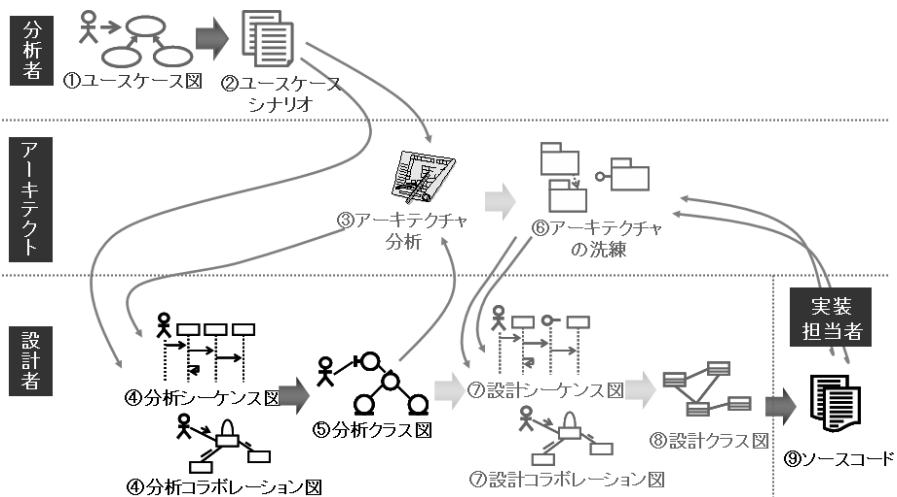 分析者
①ユースケース図
②ユースケース
シナリオ
アーキテクト
③アーキテクチャ
分析
⑥アーキテクチャ
の洗練
設計者
実装
担当者
④分析シーケンス図
⑤分析クラス図
⑦設計シーケンス図
⑧設計クラス図
⑨ソースコード
④分析コラボレーション図
⑦設計コラボレーション図